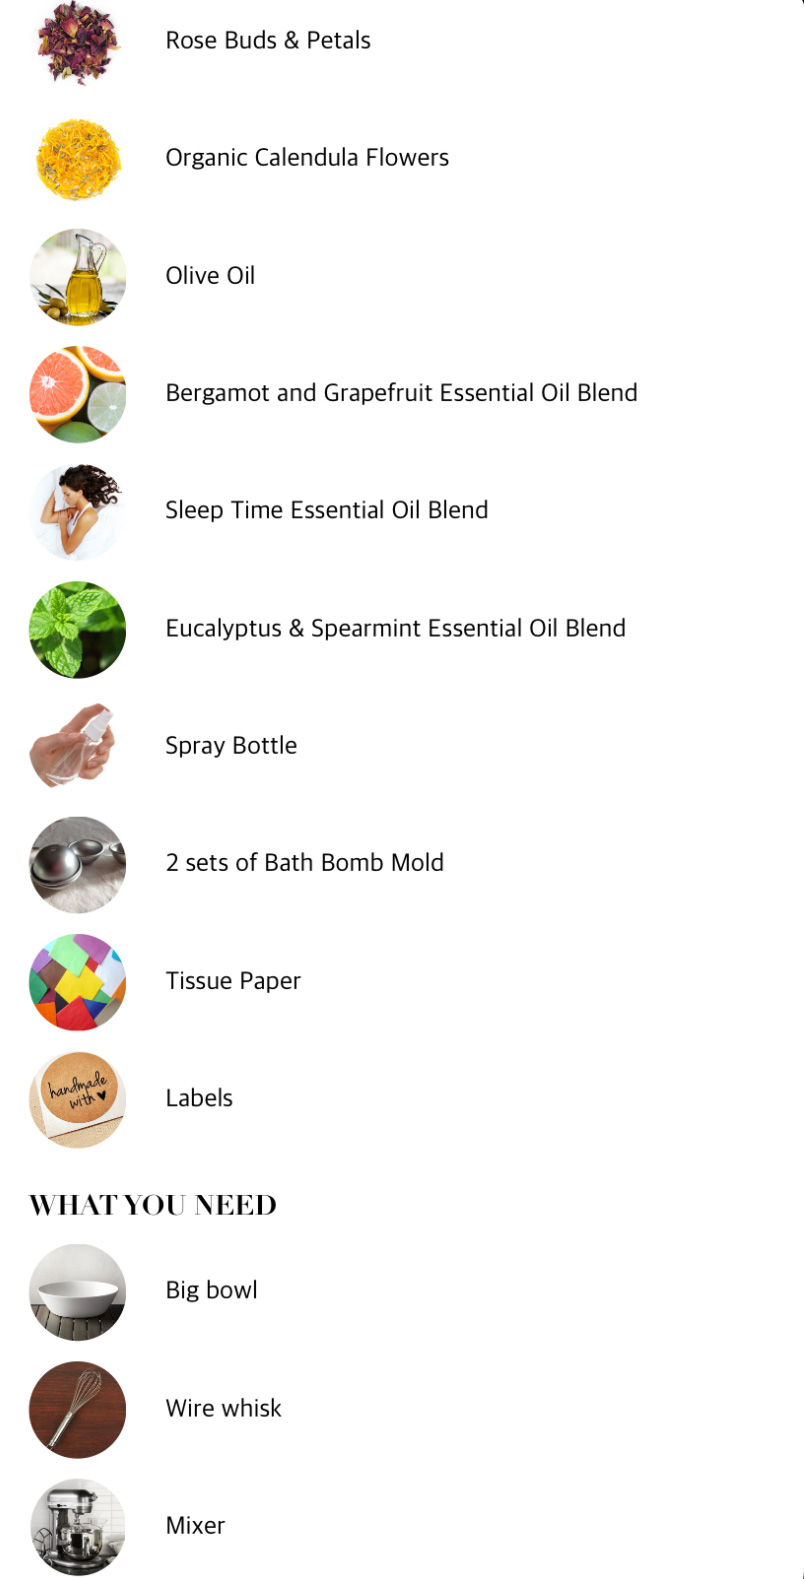 Rose Buds & Petals
Organic Calendula Flowers
Olive Oil
Bergamot and Grapefruit Essential Oil Blend
Sleep Time Essential Oil Blend
Eucalyptus & Spearmint Essential Oil Blend
Spray Bottle
2 sets of Bath Bomb Mold
Tissue Paper
handmade
with ♥
Labels
WHAT YOU NEED
Big bowl
Wire whisk
Mixer